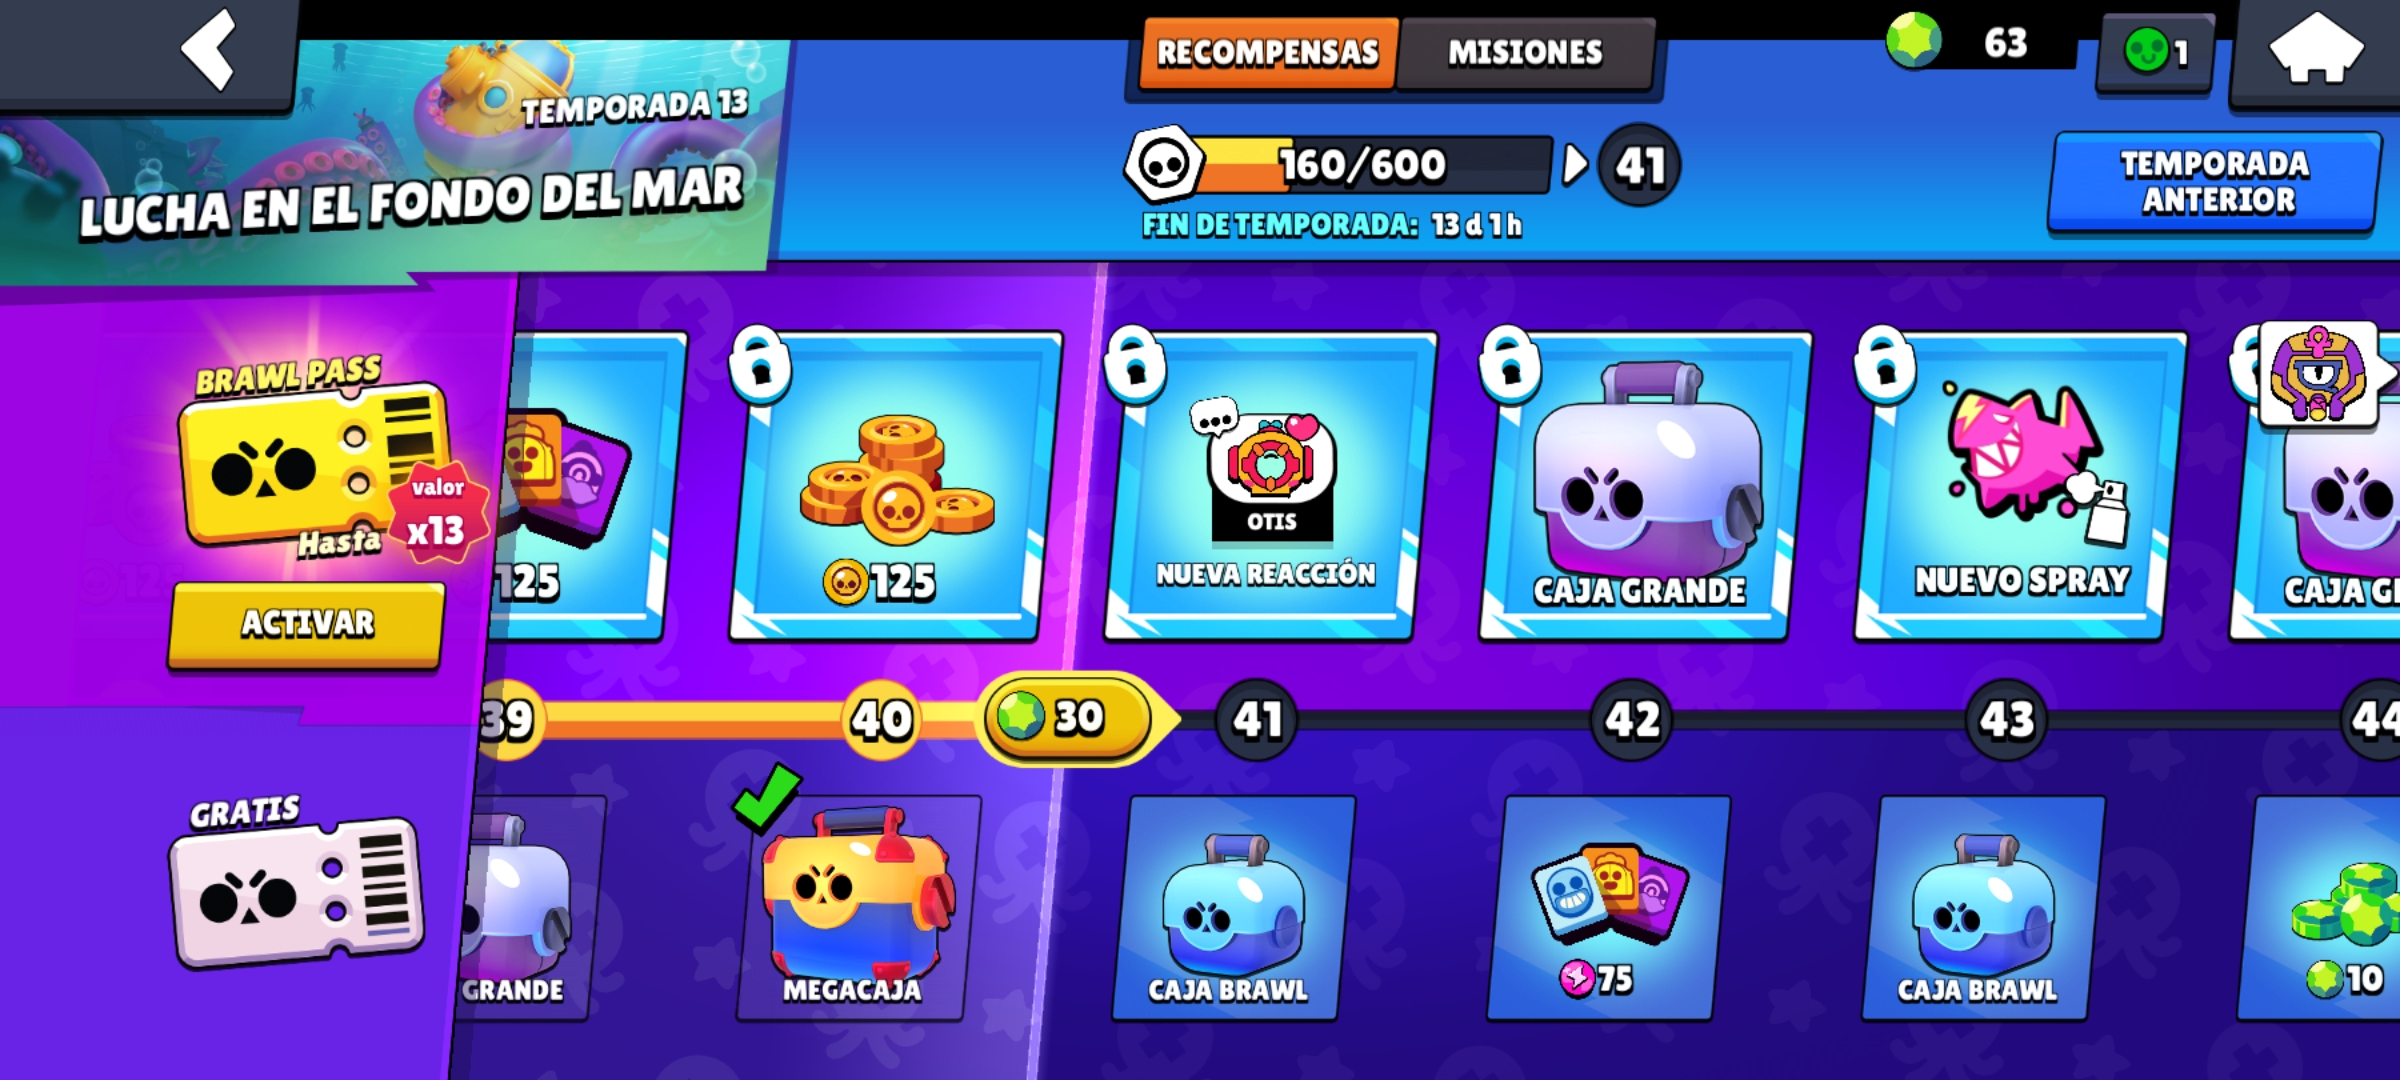 RECOMPENSAS
MISIONES
63
1
TEMPORADA 13
LUCHA EN EL FONDO DEL MAR
160/600
41
FIN DE TEMPORADA: 13 d 1 h
TEMPORADA
ANTERIOR
BRAWL PASS
Hasta
valor
x13
ACTIVAR
125
125
OTIS
NUEVA REACCIÓN
CAJA GRANDE
NUEVO SPRAY
CAJA G
39
40
30
41
42
43
44
GRATIS
GRANDE
MEGACAJA
CAJA BRAWL
75
CAJA BRAWL
10